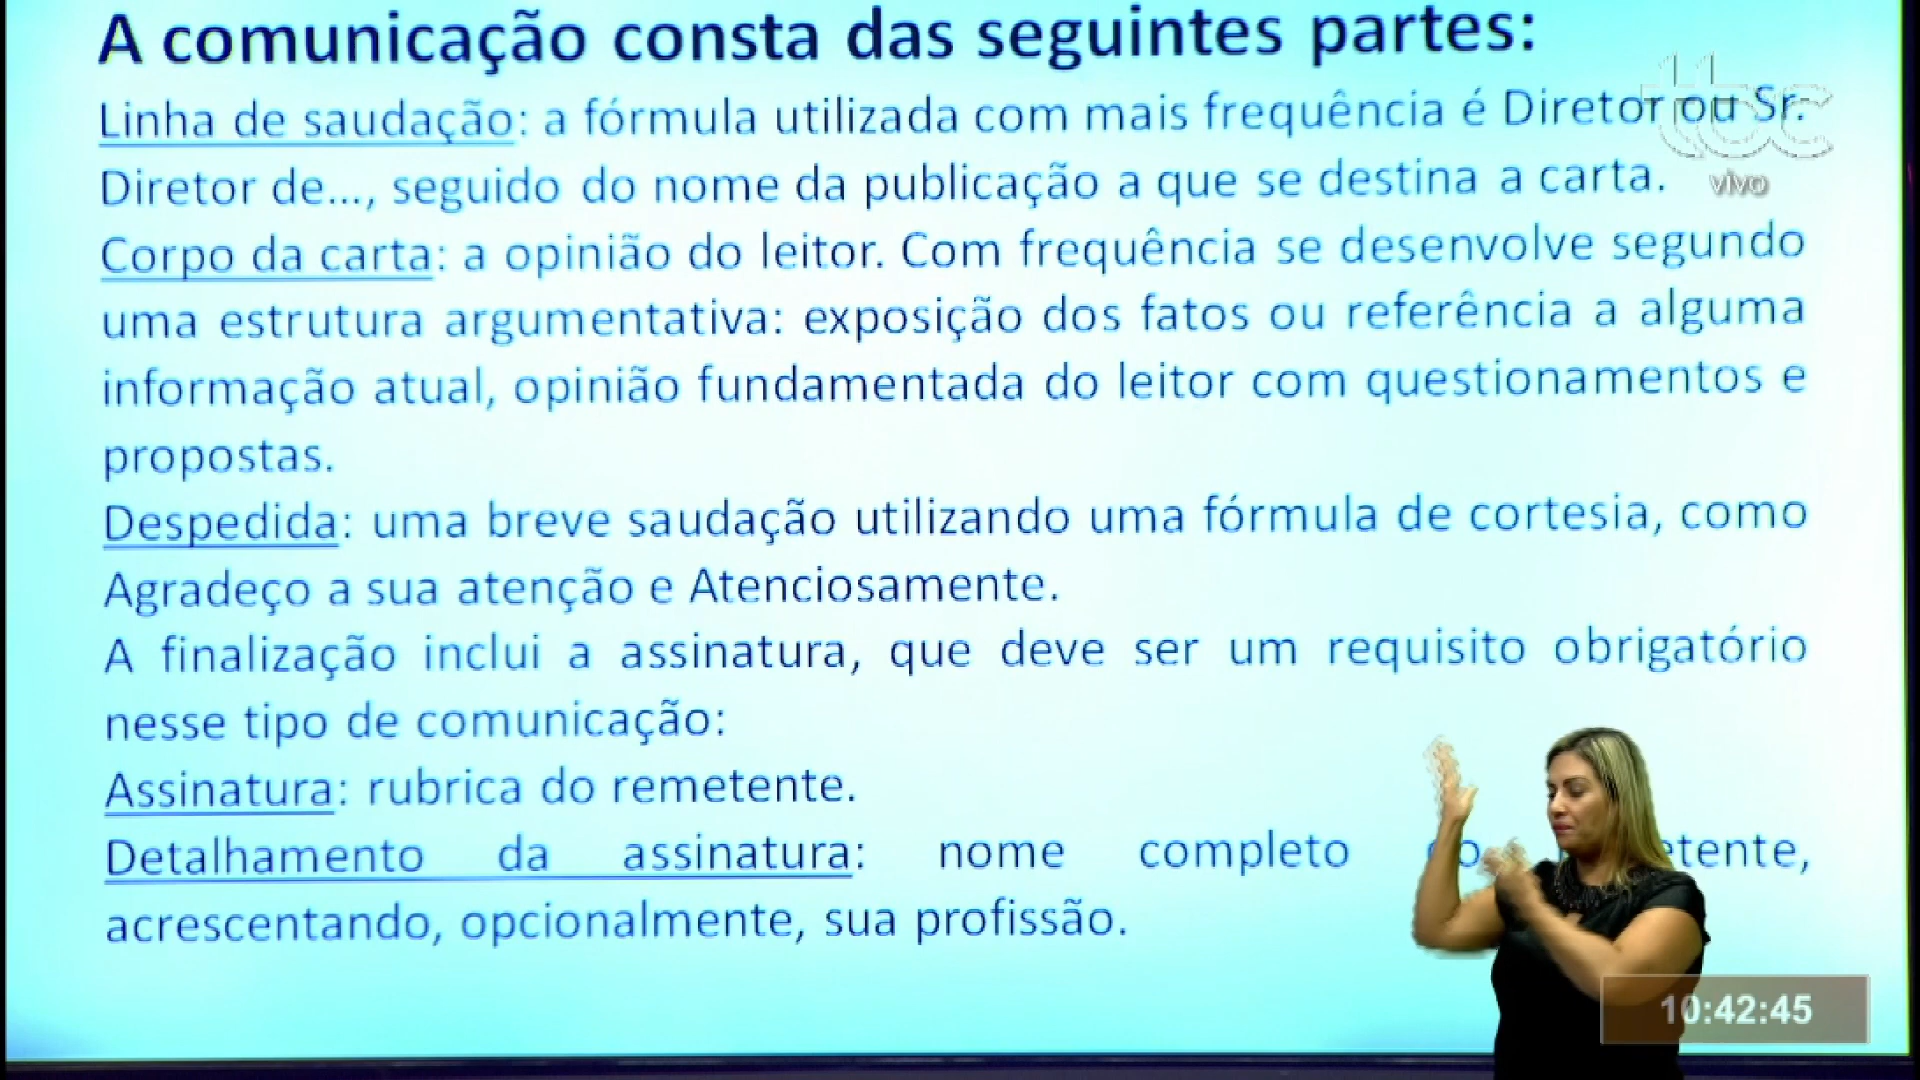 A comunicação consta das seguintes partes:
Linha de saudação: a fórmula utilizada com mais frequência é Diretor ou Sr.
Diretor de..., seguido do nome da publicação a que se destina a carta.
Corpo da carta: a opinião do leitor. Com frequência se desenvolve segundo
uma estrutura argumentativa: exposição dos fatos ou referência a alguma
informação atual, opinião fundamentada do leitor com questionamentos e
propostas.
Despedida: uma breve saudação utilizando uma fórmula de cortesia, como
Agradeço a sua atenção e Atenciosamente.
A finalização inclui a assinatura, que deve ser um requisito obrigatório
nesse tipo de comunicação:
Assinatura: rubrica do remetente.
Detalhamento da assinatura: nome completo
acrescentando, opcionalmente, sua profissão.
tbc
vivo
10:42:45